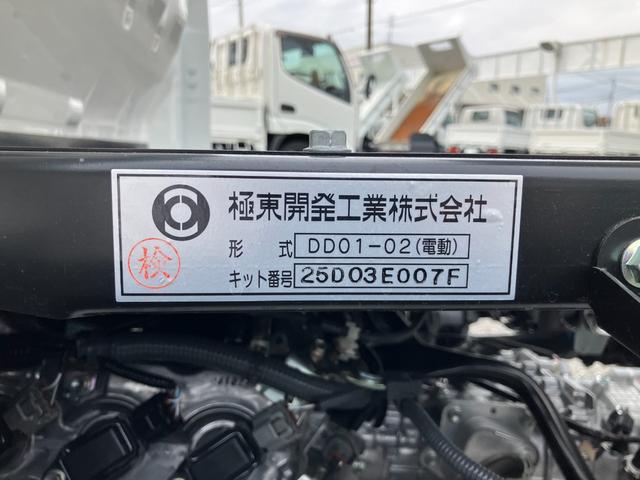 極東開発工業株式会社
形 式 DD01-02(電動)
検 キット番号 25D03E007F